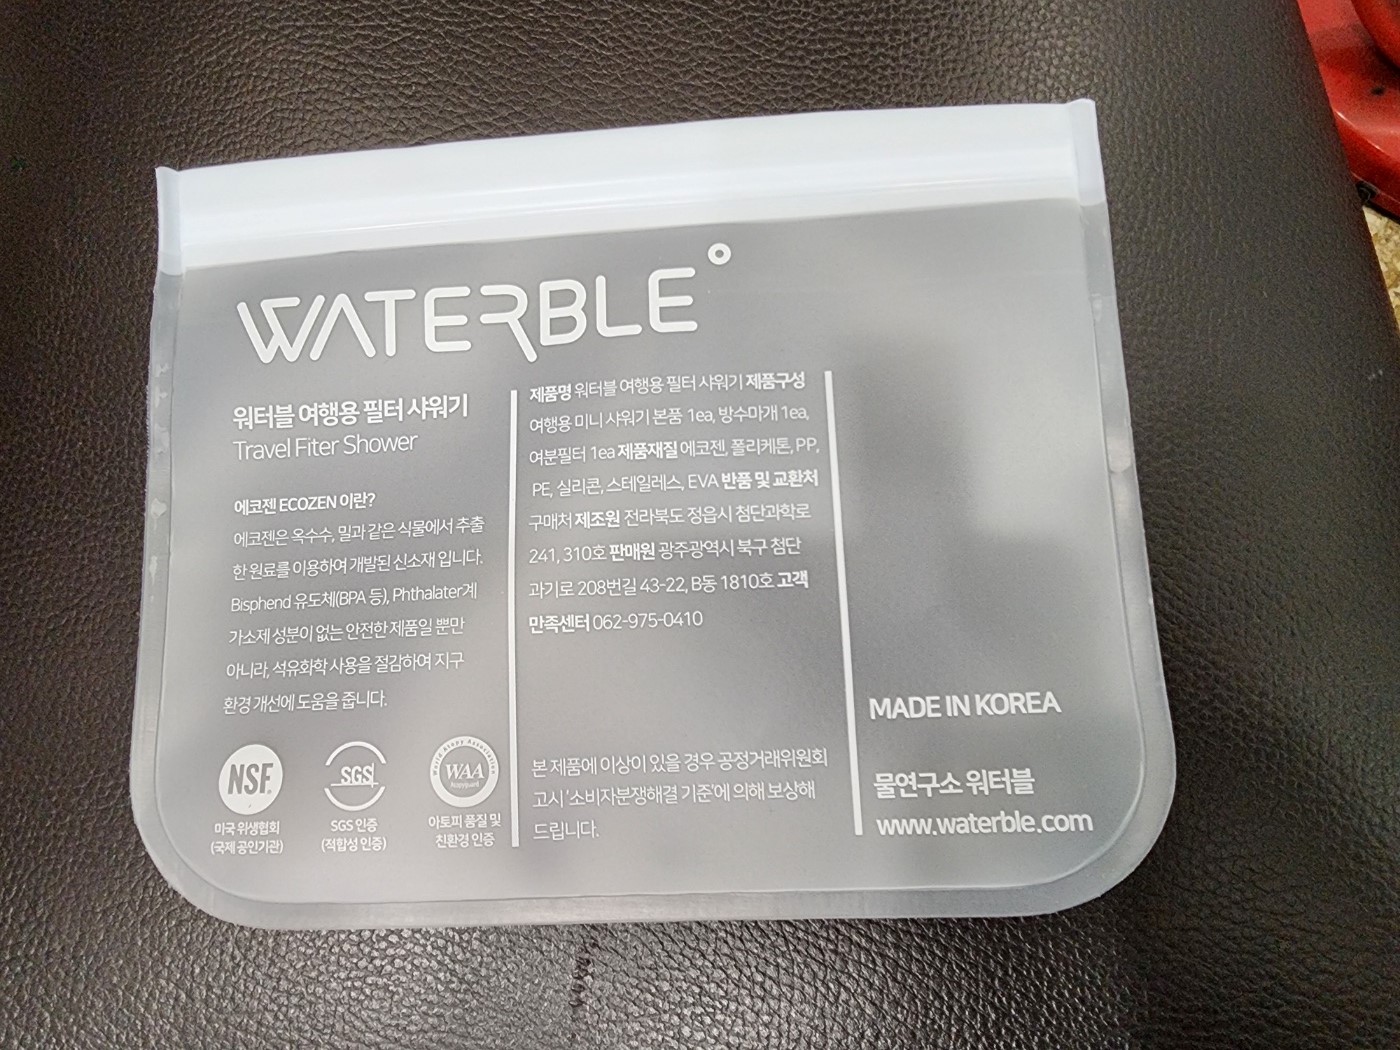 WATERBLE°
워터블 여행용 필터 샤워기
Travel Fiter Shower
에코젠 ECOZEN 이란?
에코젠은 옥수수, 밀과 같은 식물에서 추출
한 원료를 이용하여 개발된 신소재 입니다.
Bisphend 유도체(BPA 등), Phthalater계
가소제 성분이 없는 안전한 제품일 뿐만
아니라, 석유화학 사용을 절감하여 지구
환경 개선에 도움을 줍니다.
NSF
미국 위생협회
(국제 공인기관)
SGS
SGS 인증
(적합성 인증)
World Atopy Association
WAA
Bodyguard
아토피 품질 및
친환경 인증
제품명 워터블 여행용 필터 샤워기 제품구성
여행용 미니 샤워기 본품 1ea, 방수마개 1ea,
여분필터 1ea 제품재질 에코젠, 폴리케톤, PP,
PE, 실리콘, 스테일레스, EVA 반품 및 교환처
구매처 제조원 전라북도 정읍시 첨단과학로
241, 310호 판매원 광주광역시 북구 첨단
과기로 208번길 43-22, B동 1810호 고객
만족센터 062-975-0410
본 제품에 이상이 있을 경우 공정거래위원회
고시 '소비자분쟁해결 기준'에 의해 보상해
드립니다.
MADE IN KOREA
물연구소 워터블
www.waterble.com